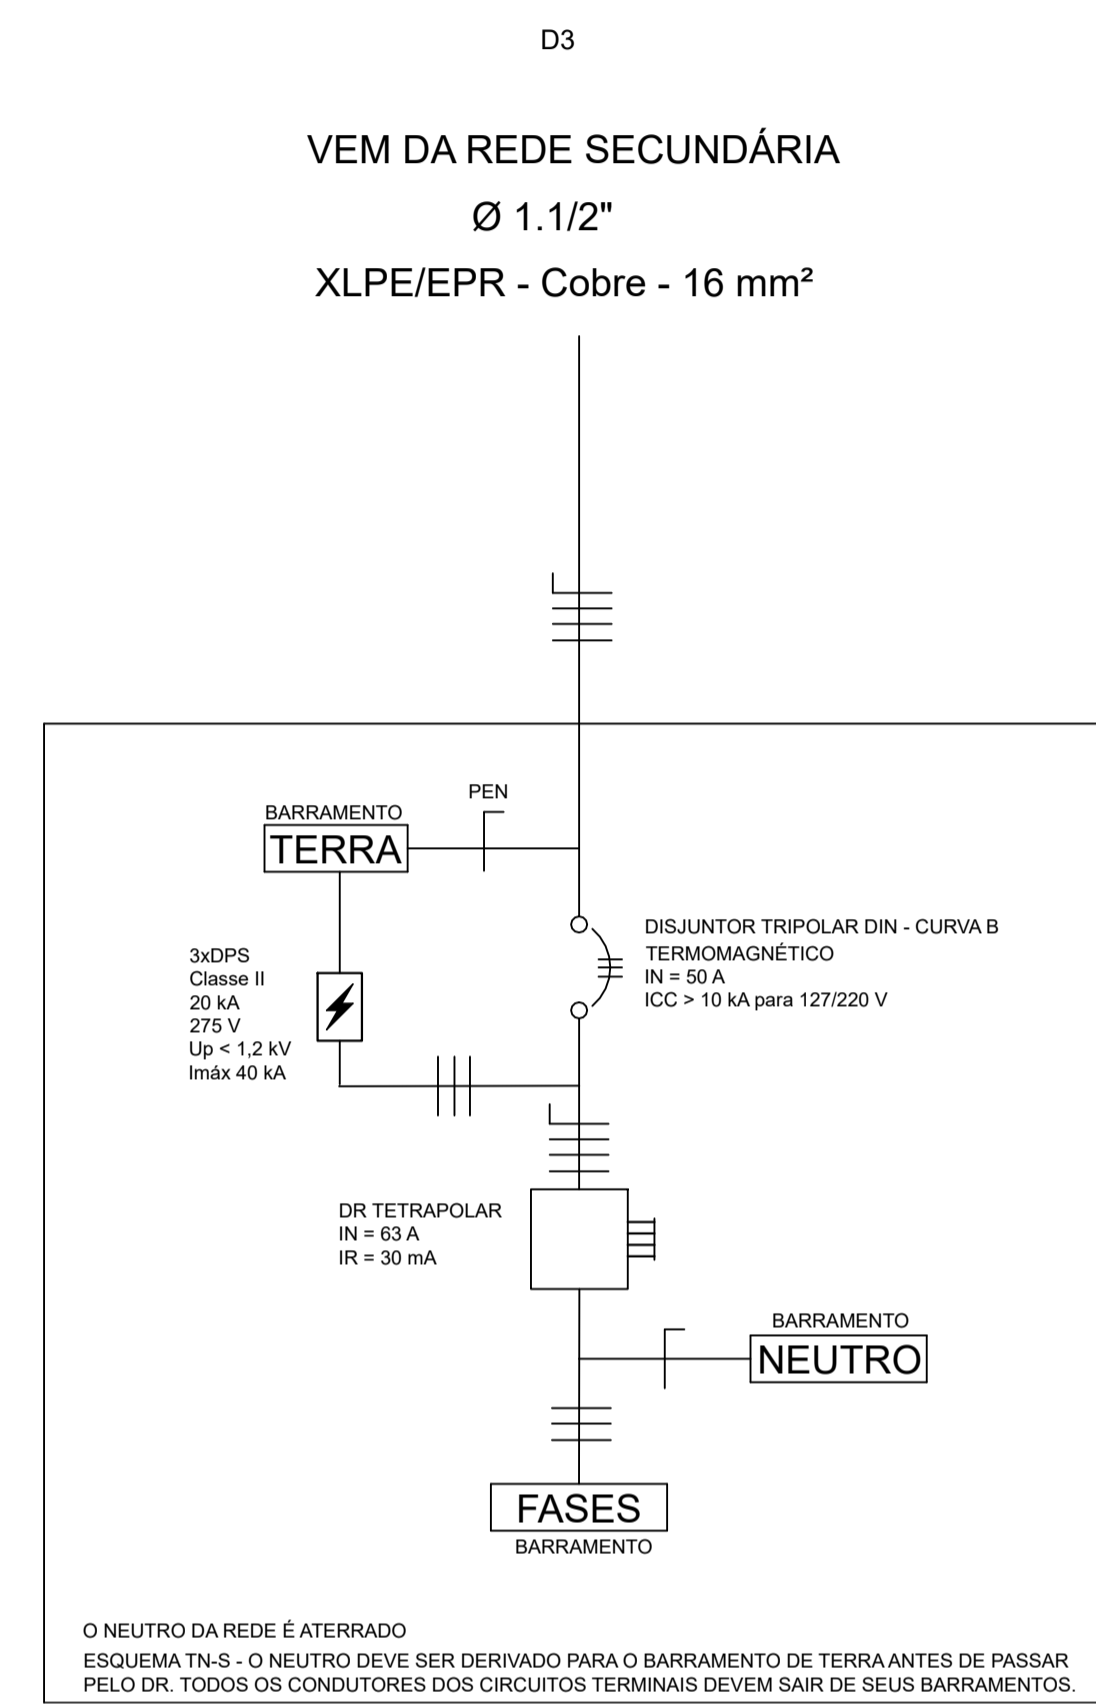 D3
VEM DA REDE SECUNDÁRIA
Ø 1.1/2"
XLPE/EPR - Cobre - 16 mm²
PEN
BARRAMENTO
TERRA
DISJUNTOR TRIPOLAR DIN - CURVA B
TERMOMAGNÉTICO
IN = 50 A
ICC > 10 kA para 127/220 V
3xDPS
Classe II
20 kA
275 V
Up < 1,2 kV
Imáx 40 kA
DR TETRAPOLAR
IN = 63 A
IR = 30 mA
BARRAMENTO
NEUTRO
FASES
BARRAMENTO
O NEUTRO DA REDE É ATERRADO
ESQUEMA TN-S - O NEUTRO DEVE SER DERIVADO PARA O BARRAMENTO DE TERRA ANTES DE PASSAR
PELO DR. TODOS OS CONDUTORES DOS CIRCUITOS TERMINAIS DEVEM SAIR DE SEUS BARRAMENTOS.